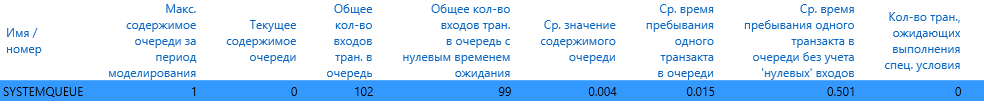 Имя /
номер
Макс.
содержимое
очереди за
период
моделирования
Текущее
содержимое
очереди
Общее
кол-во
входов
тран. в
очередь
Общее кол-во
входов тран.
в очередь с
нулевым временем
ожидания
Ср. значение
содержимого
очереди
Ср. время
пребывания
одного
транзакта
в очереди
Ср. время
пребывания одного
транзакта в
очереди без учета
'нулевых' входов
Кол-во тран.,
ожидающих
выполнения
спец. условия
SYSTEMQUEUE 1 0 102 99 0.004 0.015 0.501 0